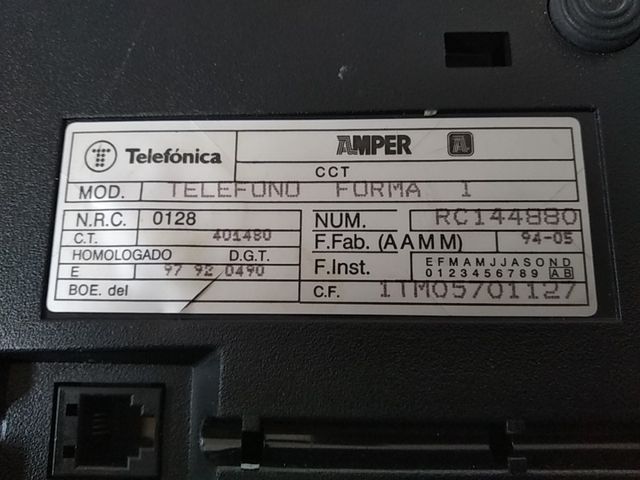 Telefónica
AMPER A
CCT
MOD. TELEFONO FORMA 1
N.R.C. 0128
C.T. 401480
HOMOLOGADO D.G.T.
E 97 92 0490
BOE. del
NUM. RC144880
F.Fab. (AAMM) 94-05
F.Inst. EFMAMJJASOND
0123456789 AB
C.F. 1TM05701127